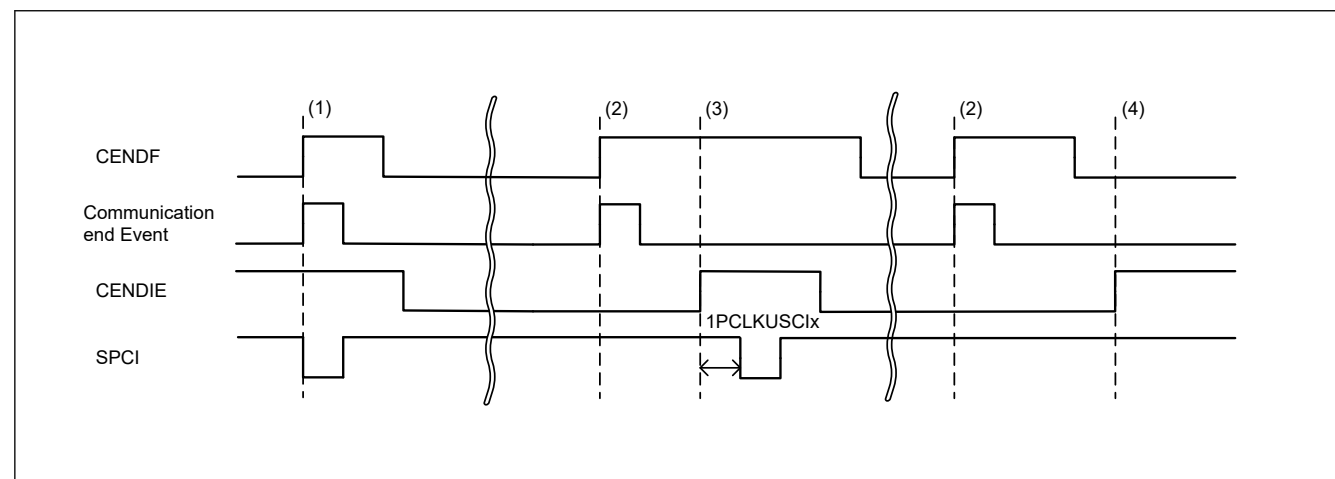 (1)
(2)
(3)
(2)
(4)
CENDF
Communication
end Event
CENDIE
1PCLKUSCIx
SPCI